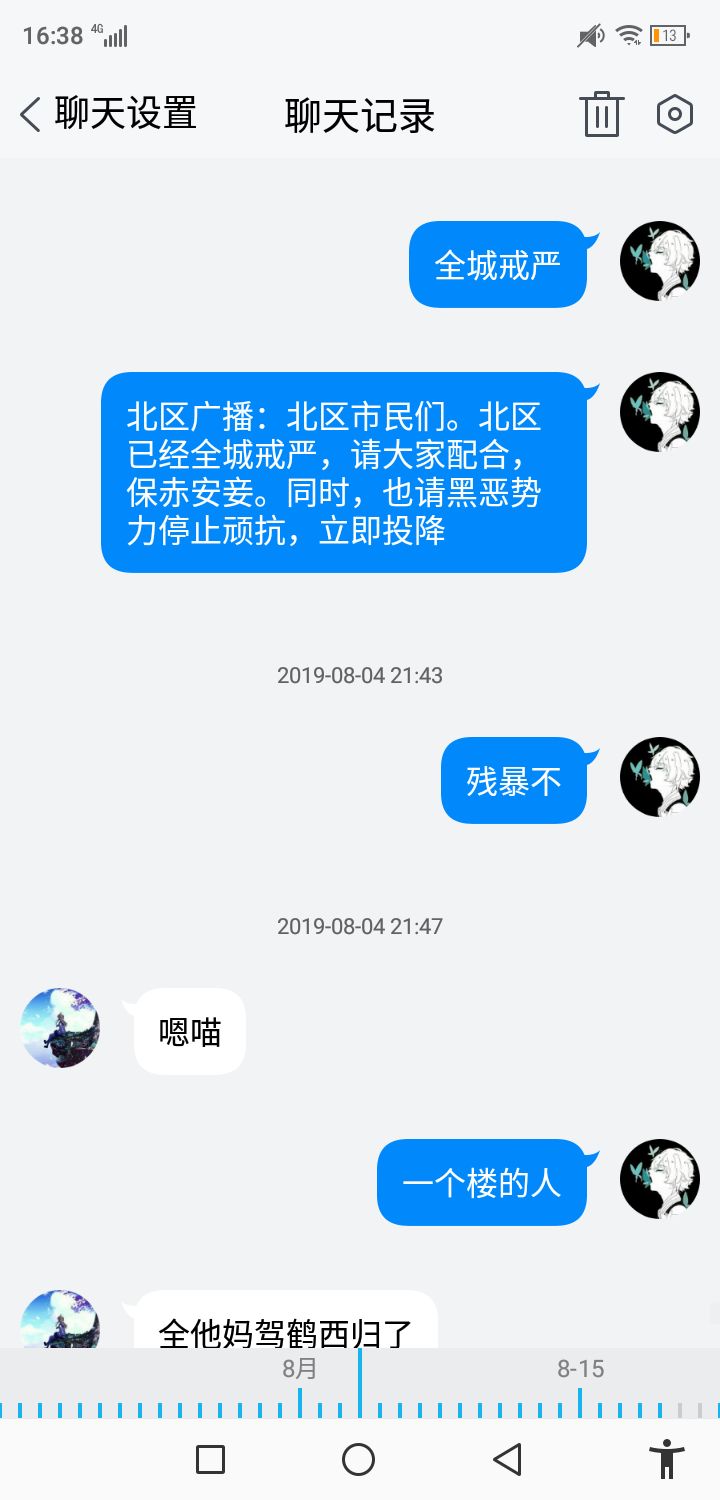 16:38 4G 13
聊天设置 聊天记录
全城戒严
北区广播：北区市民们。北区
已经全城戒严，请大家配合，
保赤安妾。同时，也请黑恶势
力停止顽抗，立即投降
2019-08-04 21:43
残暴不
2019-08-04 21:47
嗯喵
一个楼的人
全他妈驾鹤西归了
8月 8-15